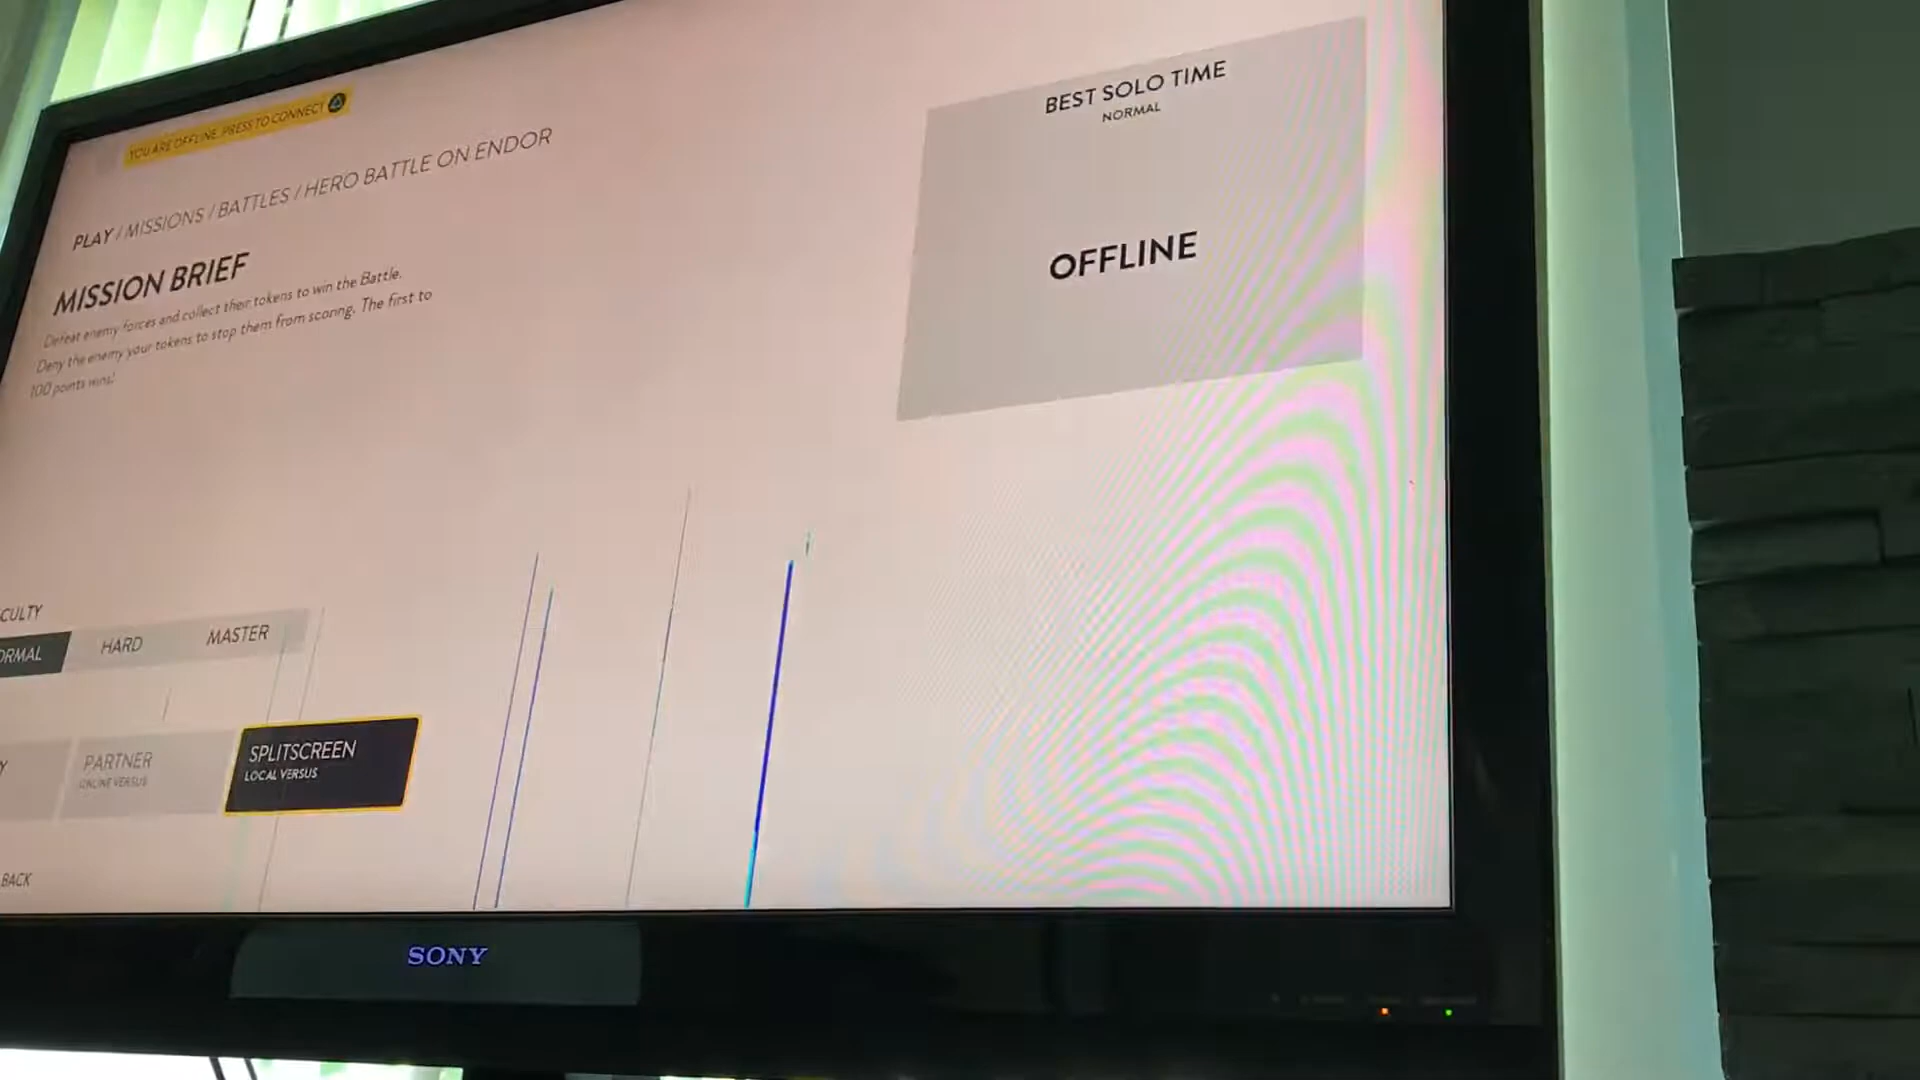 YOU ARE OFFLINE. PRESS TO CONNECT
PLAY / MISSIONS / BATTLES / HERO BATTLE ON ENDOR
MISSION BRIEF
Defeat enemy forces and collect their tokens to win the Battle.
Deny the enemy your tokens to stop them from scoring. The first to
100 points wins!
BEST SOLO TIME
NORMAL
OFFLINE
CULTY
ORMAL
HARD
MASTER
Y
PARTNER
ONLINE VERSUS
SPLITSCREEN
LOCAL VERSUS
BACK
SONY